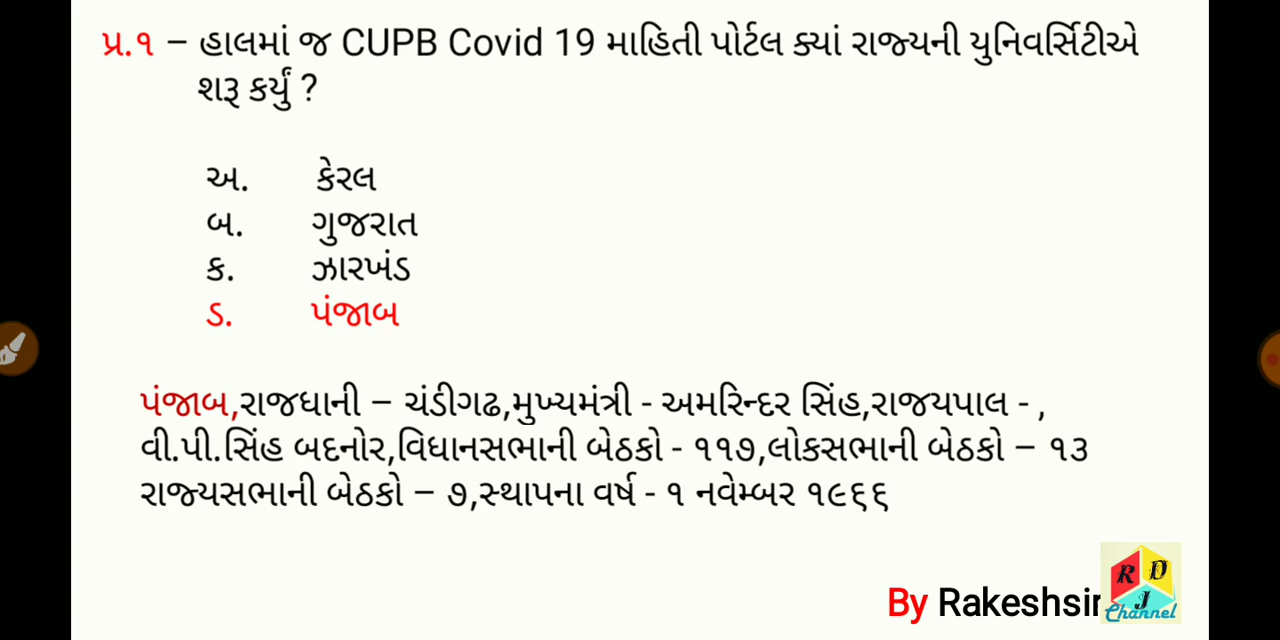 પ્ર.૧ – હાલમાં જ CUPB Covid 19 માહિતી પોર્ટલ ક્યાં રાજ્યની યુનિવર્સિટીએ
શરૂ કર્યું ?
અ. કેરલ
બ. ગુજરાત
ક. ઝારખંડ
ડ. પંજાબ
પંજાબ,રાજધાની – ચંડીગઢ,મુખ્યમંત્રી - અમરિન્દર સિંહ,રાજયપાલ - ,
વી.પી.સિંહ બદનોર,વિધાનસભાની બેઠકો - ૧૧૭,લોકસભાની બેઠકો – ૧૩
રાજ્યસભાની બેઠકો – ૭,સ્થાપના વર્ષ - ૧ નવેમ્બર ૧૯૬૬
By Rakeshsir
R D
J
Channel